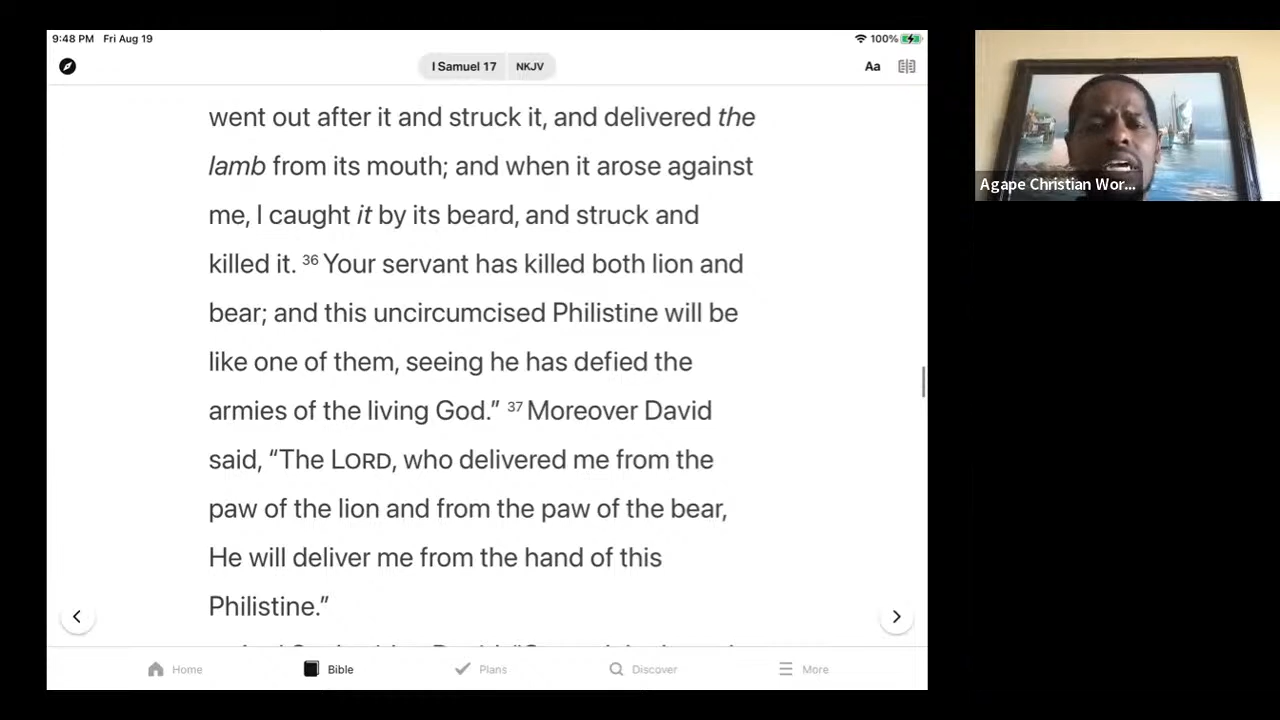 9:48 PM Fri Aug 19
100%
I Samuel 17 NKJV
Aa
went out after it and struck it, and delivered the
lamb from its mouth; and when it arose against
me, I caught it by its beard, and struck and
killed it. 36 Your servant has killed both lion and
bear; and this uncircumcised Philistine will be
like one of them, seeing he has defied the
armies of the living God.” 37 Moreover David
said, “The LORD, who delivered me from the
paw of the lion and from the paw of the bear,
He will deliver me from the hand of this
Philistine.”
Home Bible Plans Discover More
Agape Christian Wor...